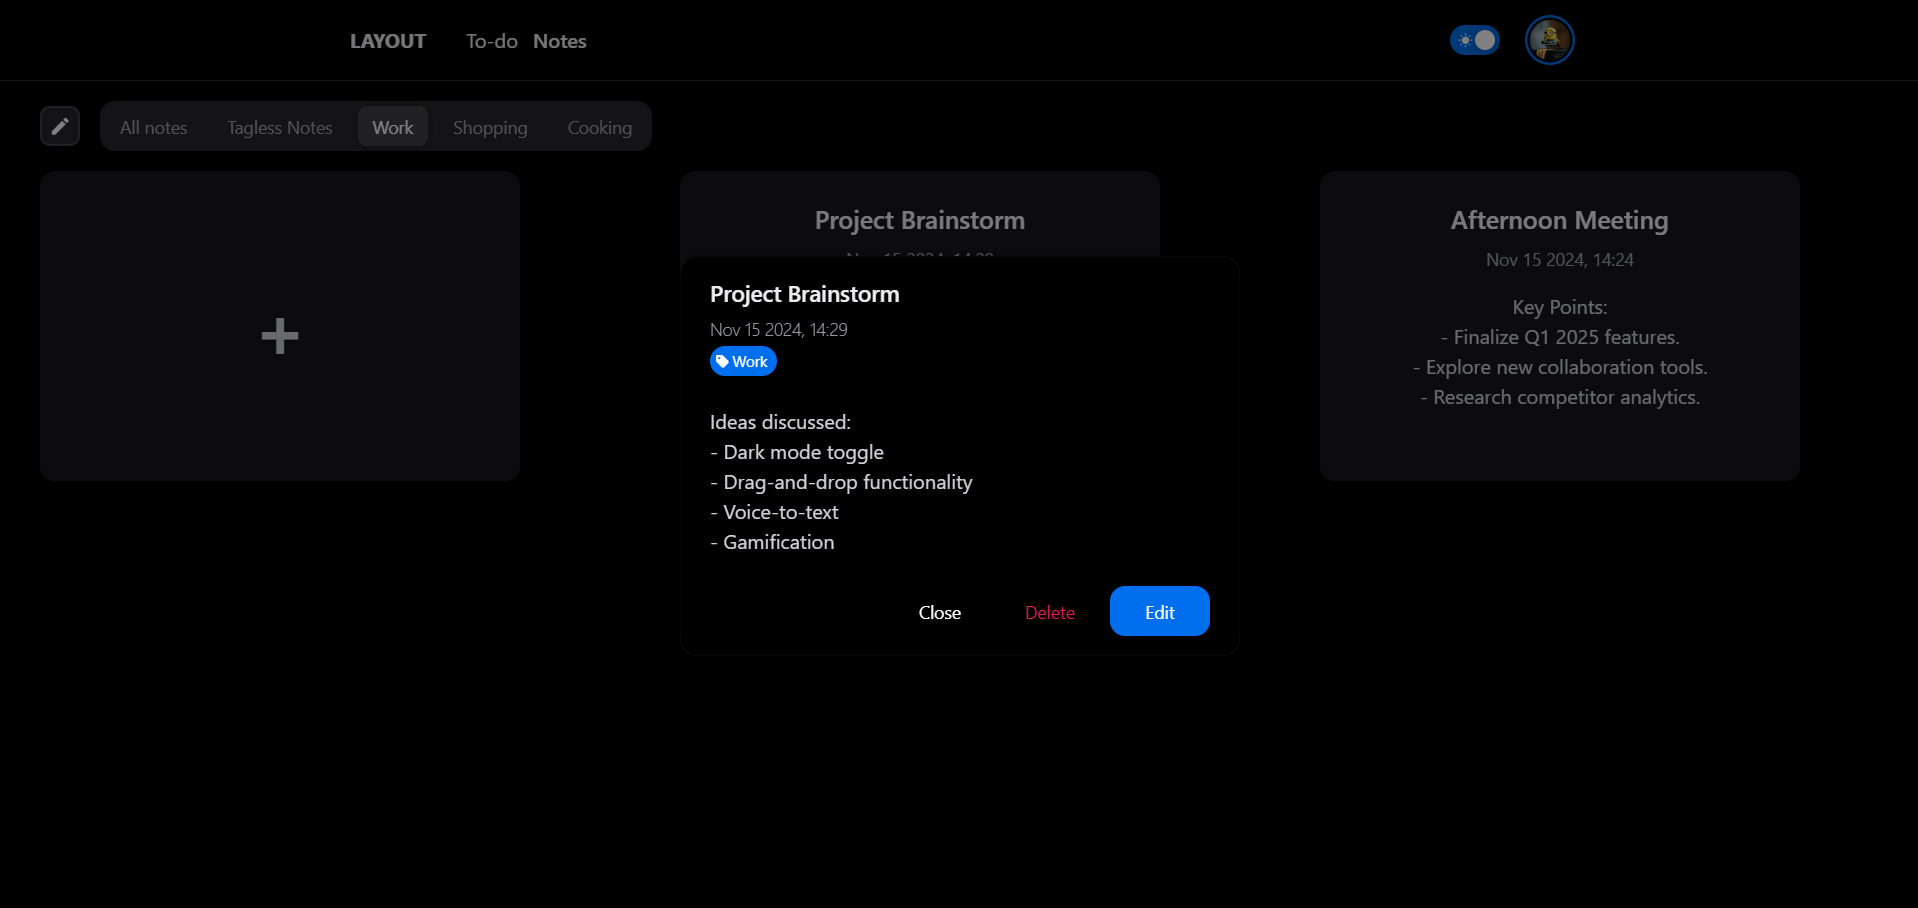 LAYOUT To-do Notes
All notes Tagless Notes Work Shopping Cooking
Project Brainstorm
Afternoon Meeting
Nov 15 2024, 14:24
Key Points:
- Finalize Q1 2025 features.
- Explore new collaboration tools.
- Research competitor analytics.
Project Brainstorm
Nov 15 2024, 14:29
Work
Ideas discussed:
- Dark mode toggle
- Drag-and-drop functionality
- Voice-to-text
- Gamification
Close Delete Edit